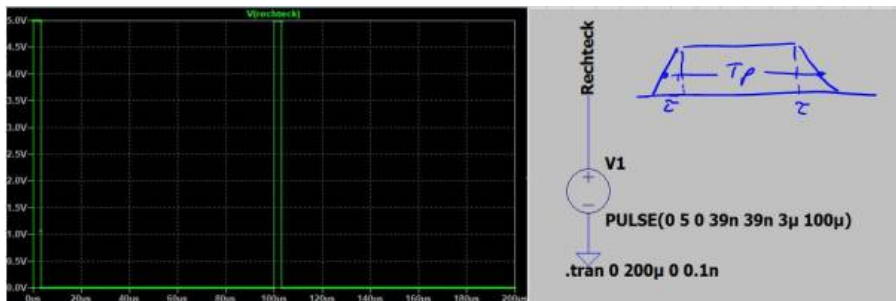 V(rechteck)
5.0V
4.5V
4.0V
3.5V
3.0V
2.5V
2.0V
1.5V
1.0V
0.5V
0.0V
0µs 20µs 40µs 60µs 80µs 100µs 120µs 140µs 160µs 180µs 200µs
Rechteck
Tp
τ τ
V1
PULSE(0 5 0 39n 39n 3µ 100µ)
.tran 0 200µ 0 0.1n